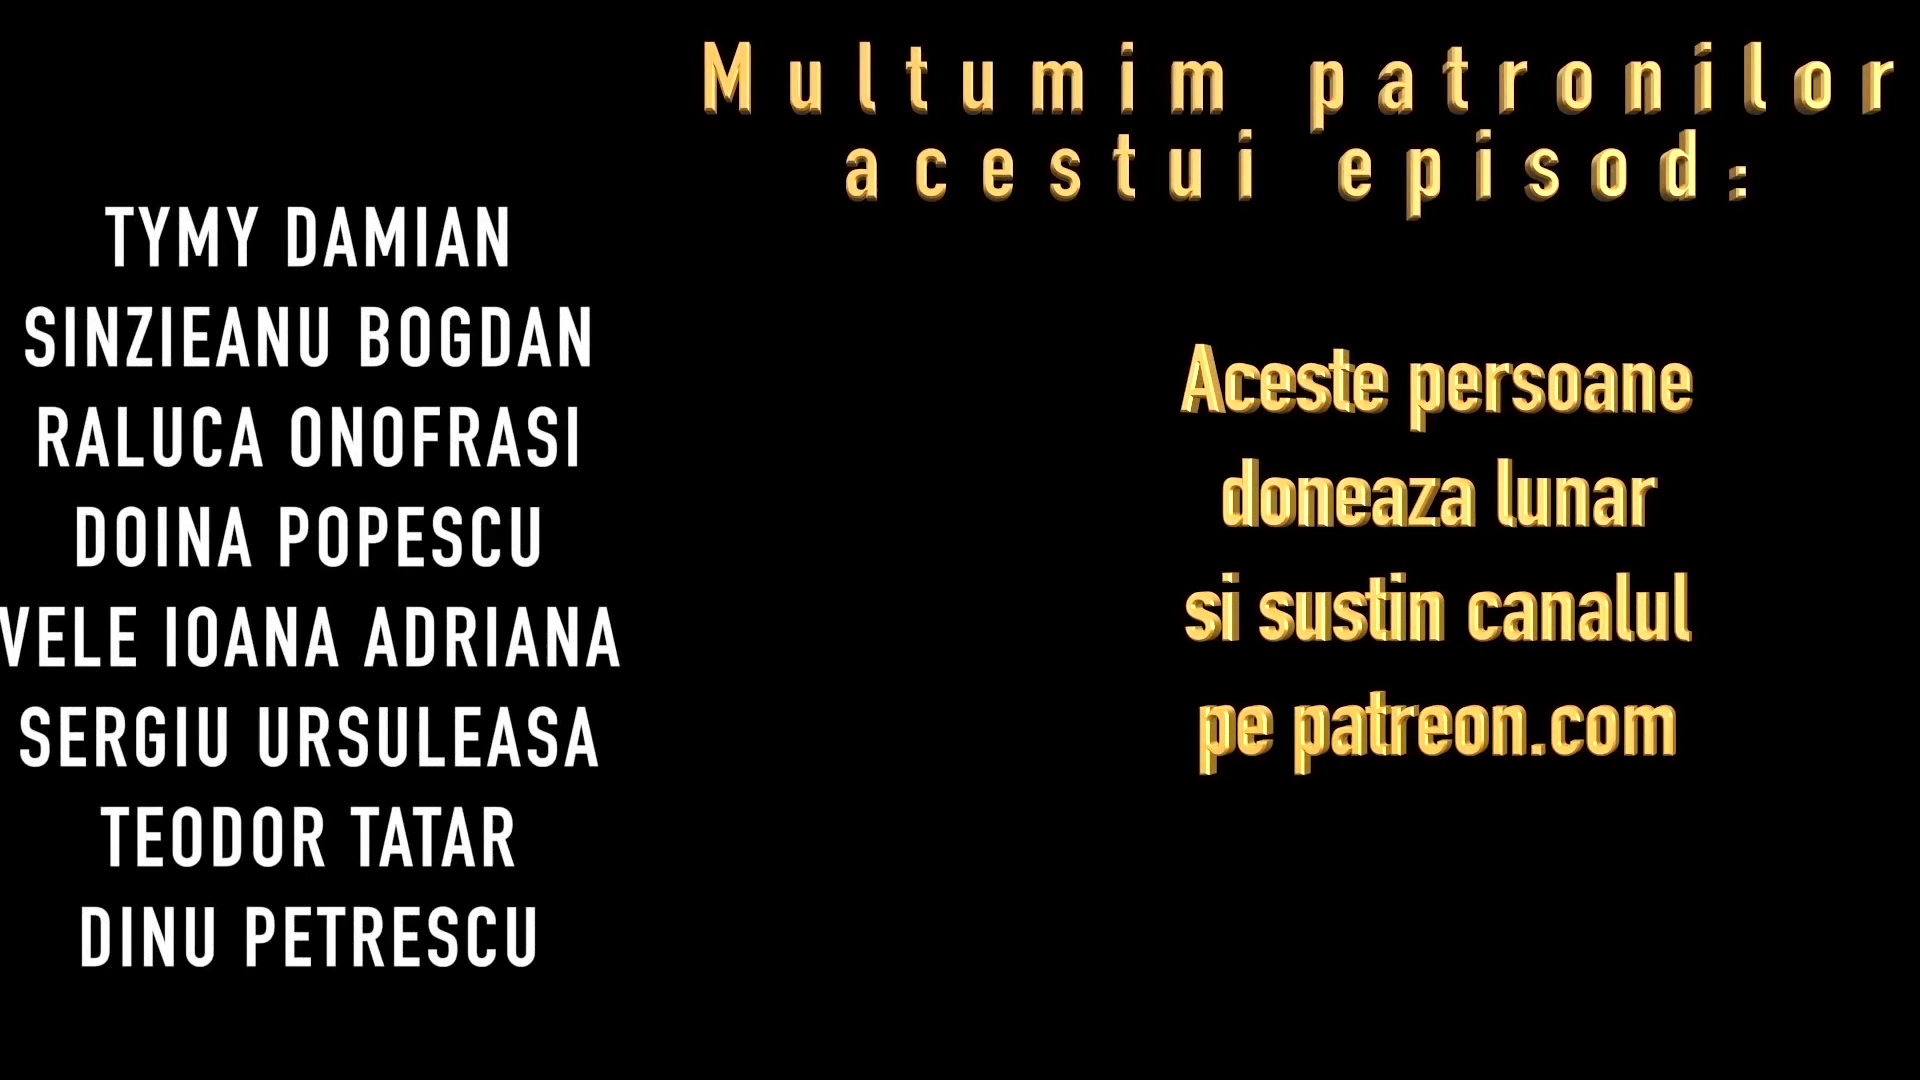 Multumim patronilor
acestui episod:
TYMY DAMIAN
SINZIEANU BOGDAN
RALUCA ONOFRASI
DOINA POPESCU
VELE IOANA ADRIANA
SERGIU URSULEASA
TEODOR TATAR
DINU PETRESCU
Aceste persoane
doneaza lunar
si sustin canalul
pe patreon.com